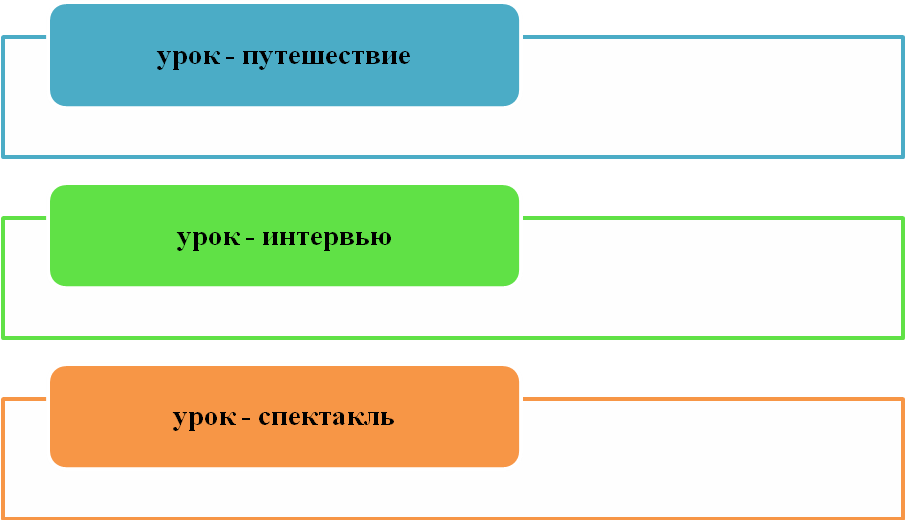 урок - путешествие
урок - интервью
урок - спектакль